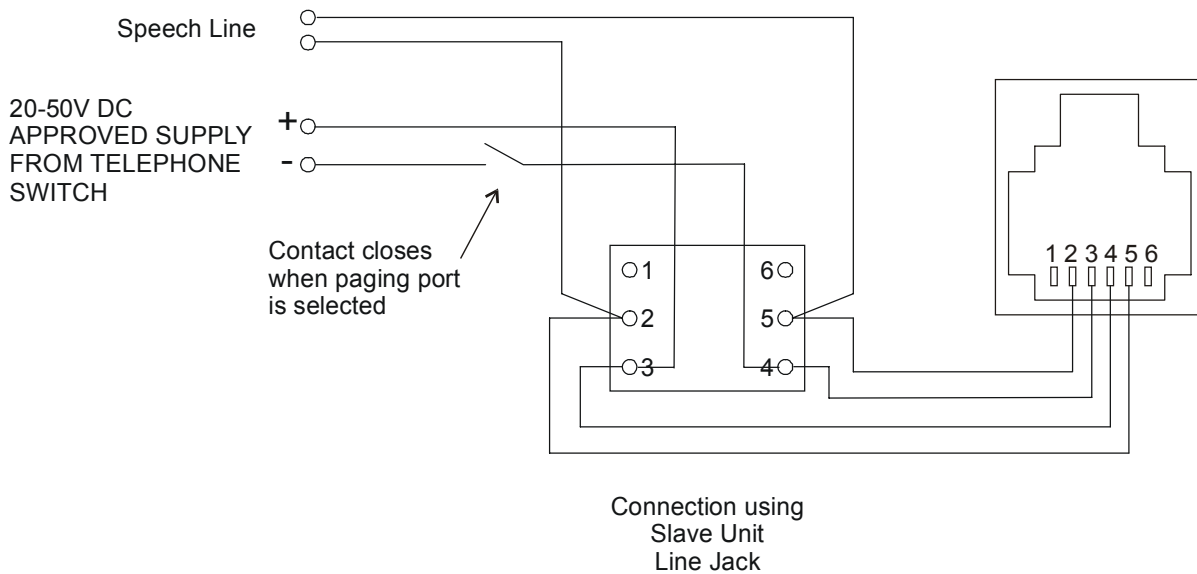 Speech Line
20-50V DC
APPROVED SUPPLY
FROM TELEPHONE
SWITCH
+
-
Contact closes
when paging port
is selected
1 6
2 5
3 4
1 2 3 4 5 6
Connection using
Slave Unit
Line Jack